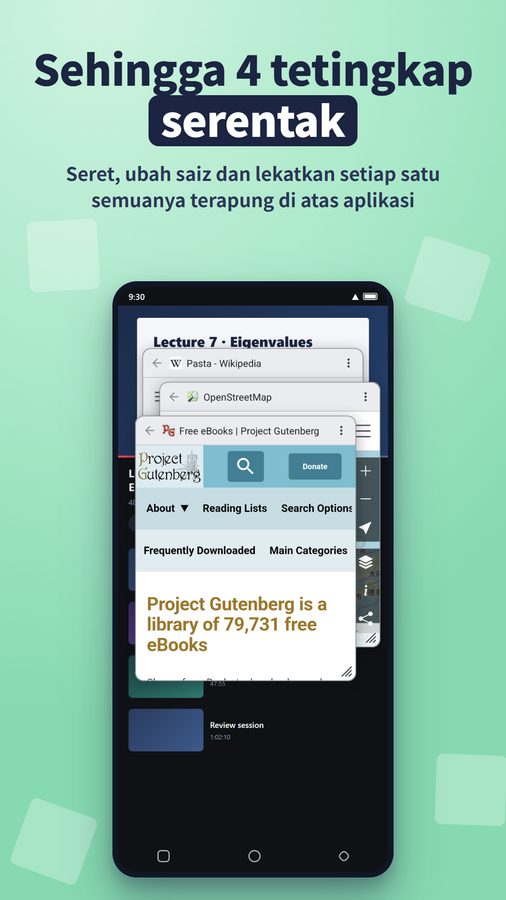 Sehingga 4 tetingkap
serentak
Seret, ubah saiz dan lekatkan setiap satu
semuanya terapung di atas aplikasi
9:30
Lecture 7 · Eigenvalues
Pasta - Wikipedia
OpenStreetMap
Free eBooks | Project Gutenberg
Project
Gutenberg
Donate
About ▼ Reading Lists Search Options
Frequently Downloaded Main Categories
Project Gutenberg is a
library of 79,731 free
eBooks
47:55
Review session
1:02:10